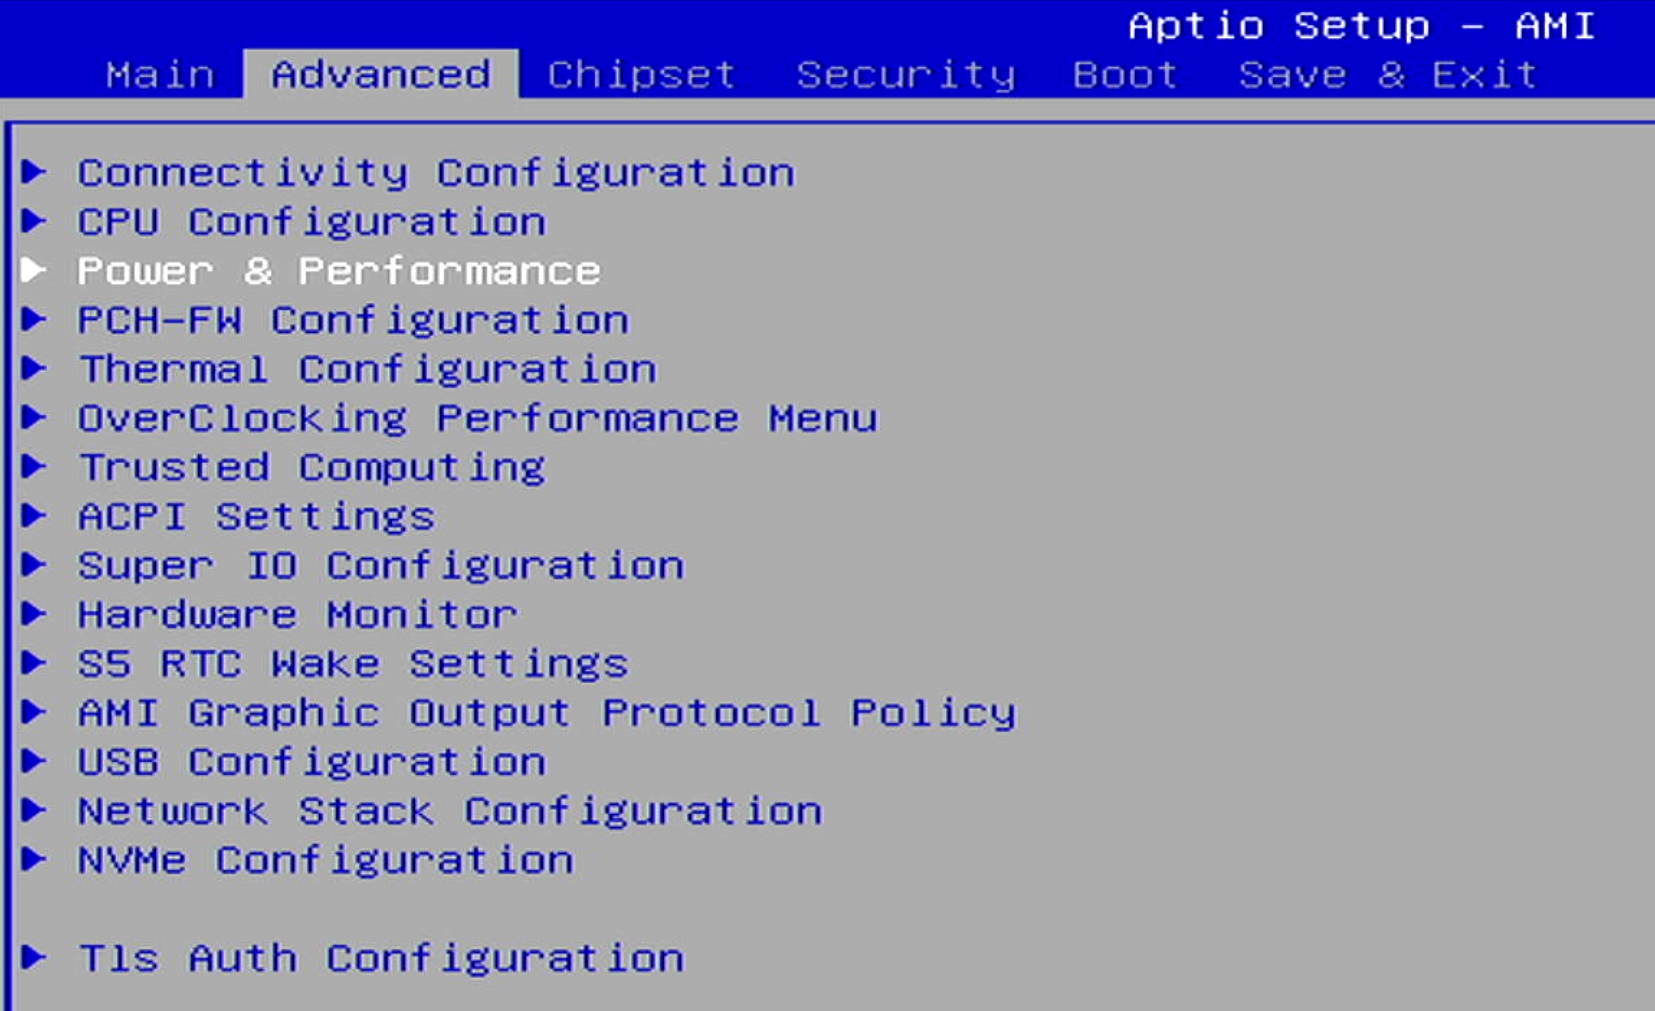 Aptio Setup - AMI
Main Advanced Chipset Security Boot Save & Exit
Connectivity Configuration
CPU Configuration
Power & Performance
PCH-FW Configuration
Thermal Configuration
OverClocking Performance Menu
Trusted Computing
ACPI Settings
Super IO Configuration
Hardware Monitor
S5 RTC Wake Settings
AMI Graphic Output Protocol Policy
USB Configuration
Network Stack Configuration
NVMe Configuration
Tls Auth Configuration